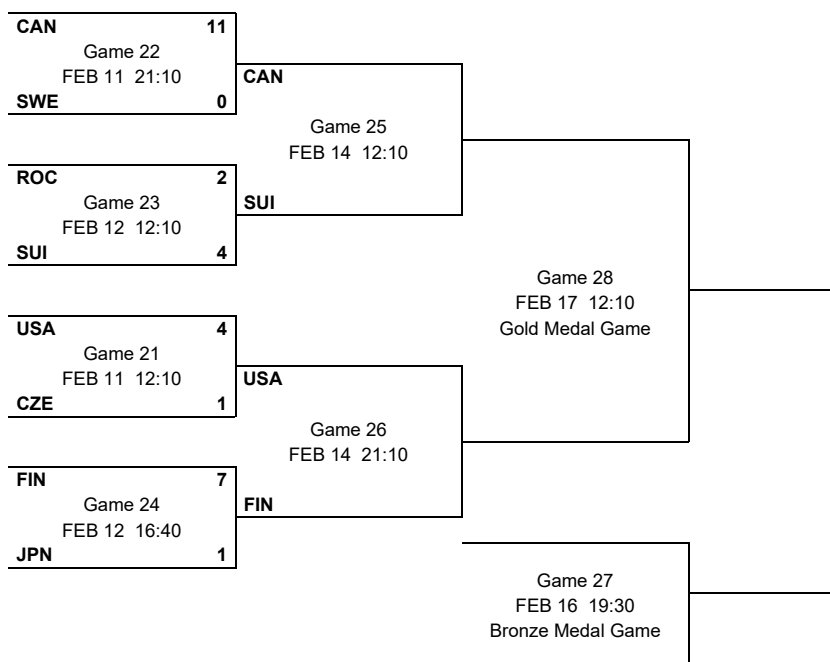 CAN 11
Game 22
FEB 11 21:10
SWE 0
CAN
Game 25
FEB 14 12:10
SUI
ROC 2
Game 23
FEB 12 12:10
SUI 4
Game 28
FEB 17 12:10
Gold Medal Game
USA 4
Game 21
FEB 11 12:10
CZE 1
USA
Game 26
FEB 14 21:10
FIN
FIN 7
Game 24
FEB 12 16:40
JPN 1
Game 27
FEB 16 19:30
Bronze Medal Game